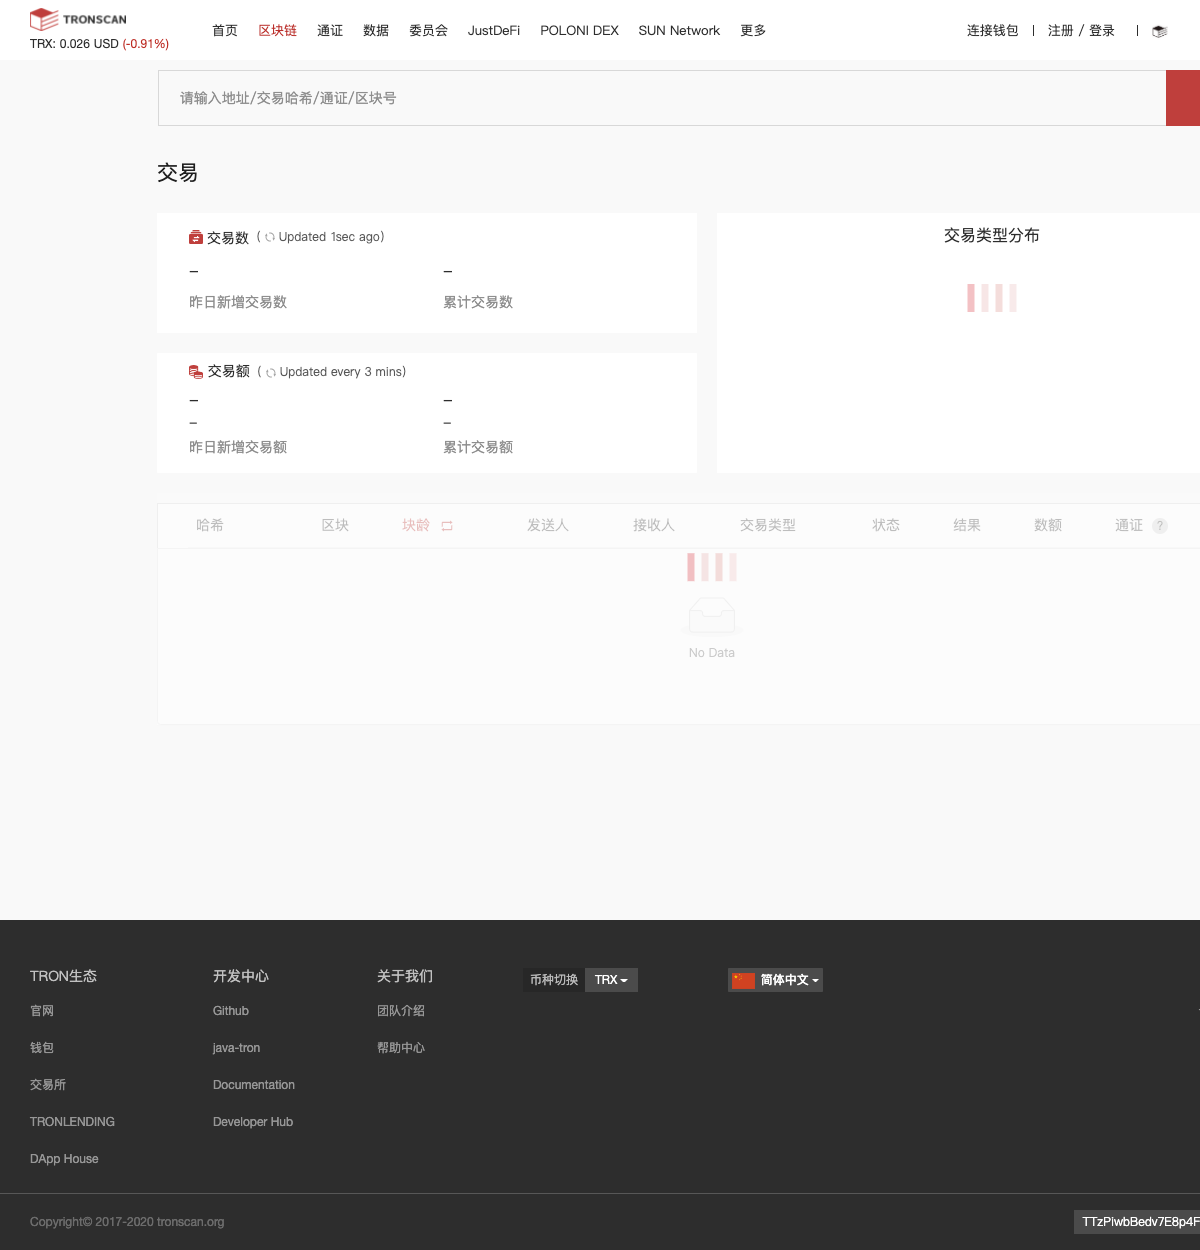 TRONSCAN
TRX: 0.026 USD (-0.91%)
首页 区块链 通证 数据 委员会 JustDeFi POLONI DEX SUN Network 更多
连接钱包 | 注册 / 登录 |
请输入地址/交易哈希/通证/区块号
交易
交易数 ( Updated 1sec ago)
– –
昨日新增交易数 累计交易数
交易额 ( Updated every 3 mins)
– –
– –
昨日新增交易额 累计交易额
交易类型分布
哈希 区块 块龄 发送人 接收人 交易类型 状态 结果 数额 通证 ?
No Data
TRON生态
官网
钱包
交易所
TRONLENDING
DApp House
开发中心
Github
java-tron
Documentation
Developer Hub
关于我们
团队介绍
帮助中心
币种切换 TRX
简体中文
Copyright© 2017-2020 tronscan.org
TTzPiwbBedv7E8p4F